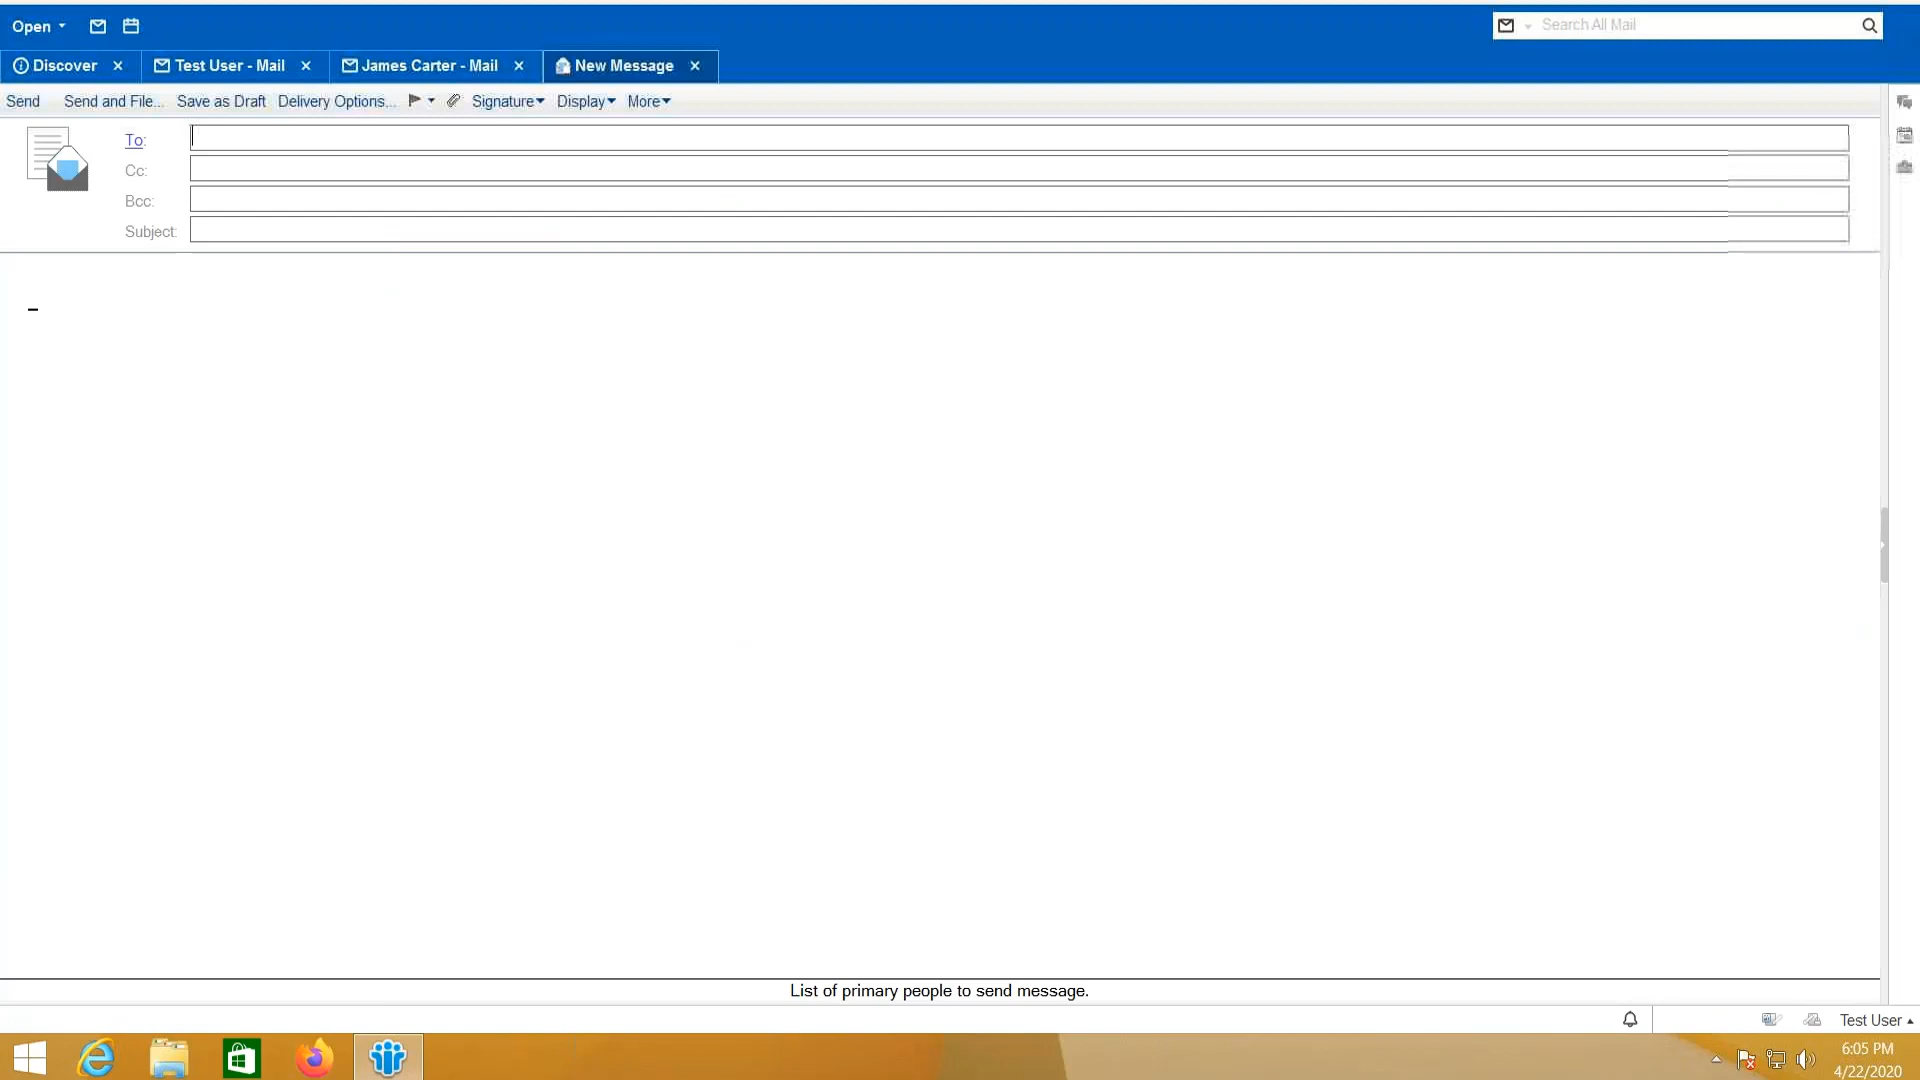 Open
Search All Mail
Discover
Test User - Mail
James Carter - Mail
New Message
Send
Send and File...
Save as Draft
Delivery Options...
Signature
Display
More
To:
Cc:
Bcc:
Subject:
List of primary people to send message.
Test User
6:05 PM
4/22/2020